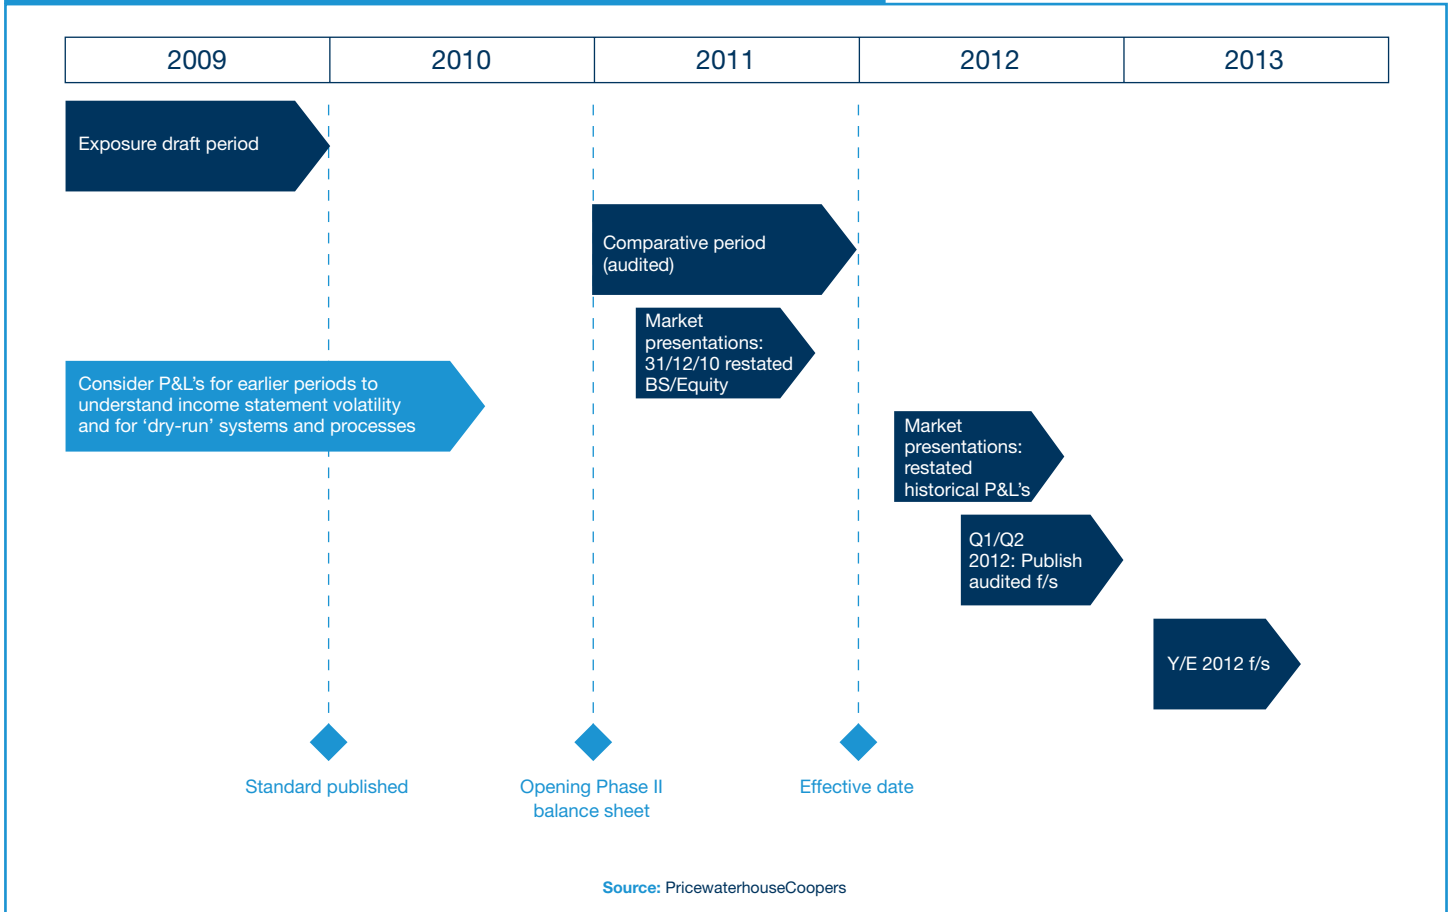 2009
2010
2011
2012
2013
Exposure draft period
Comparative period
(audited)
Market
presentations:
31/12/10 restated
BS/Equity
Consider P&L’s for earlier periods to
understand income statement volatility
and for ‘dry-run’ systems and processes
Market
presentations:
restated
historical P&L’s
Q1/Q2
2012: Publish
audited f/s
Y/E 2012 f/s
Standard published
Opening Phase II
balance sheet
Effective date
Source: PricewaterhouseCoopers